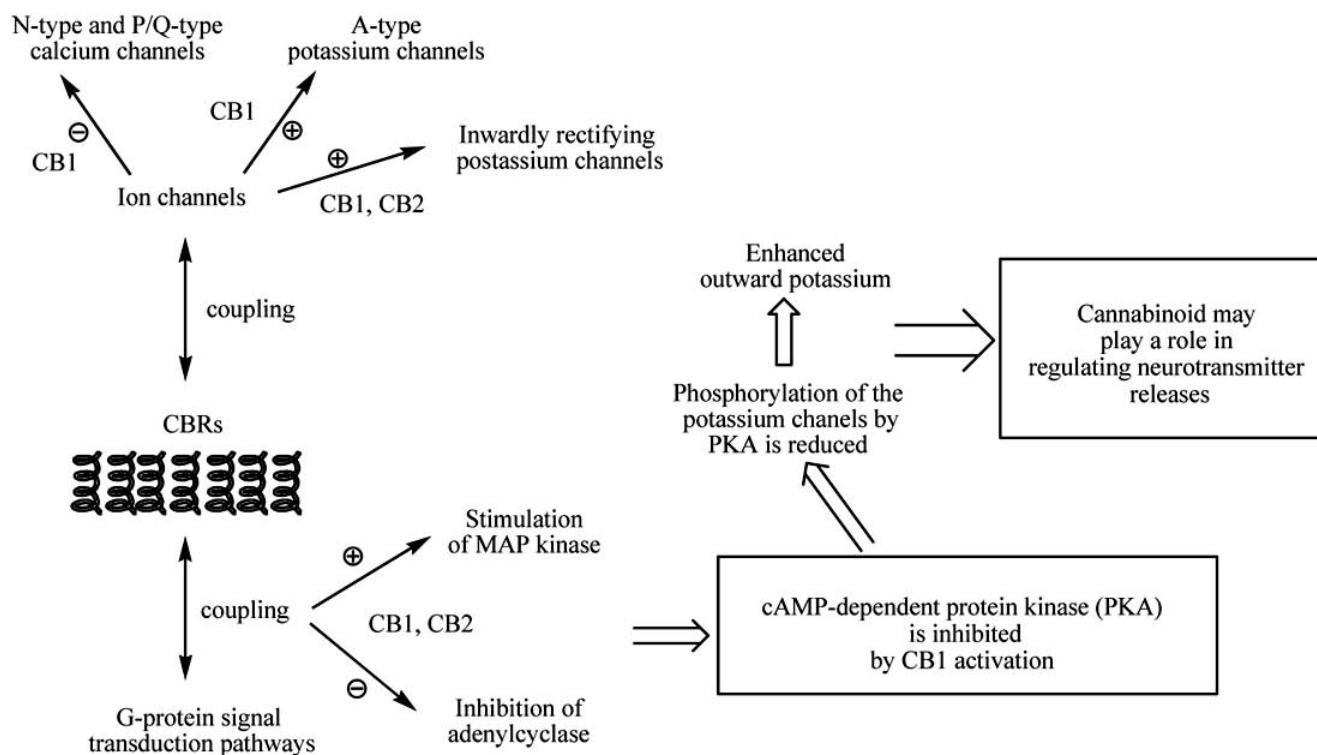 N-type and P/Q-type
calcium channels
A-type
potassium channels
CB1
⊕
⊖
CB1
⊕
Inwardly rectifying
postassium channels
CB1, CB2
Ion channels
coupling
CBRs
Enhanced
outward potassium
Cannabinoid may
play a role in
regulating neurotransmitter
releases
Phosphorylation of the
potassium chanels by
PKA is reduced
Stimulation
of MAP kinase
⊕
coupling
CB1, CB2
⊖
cAMP-dependent protein kinase (PKA)
is inhibited
by CB1 activation
G-protein signal
transduction pathways
Inhibition of
adenylcyclase